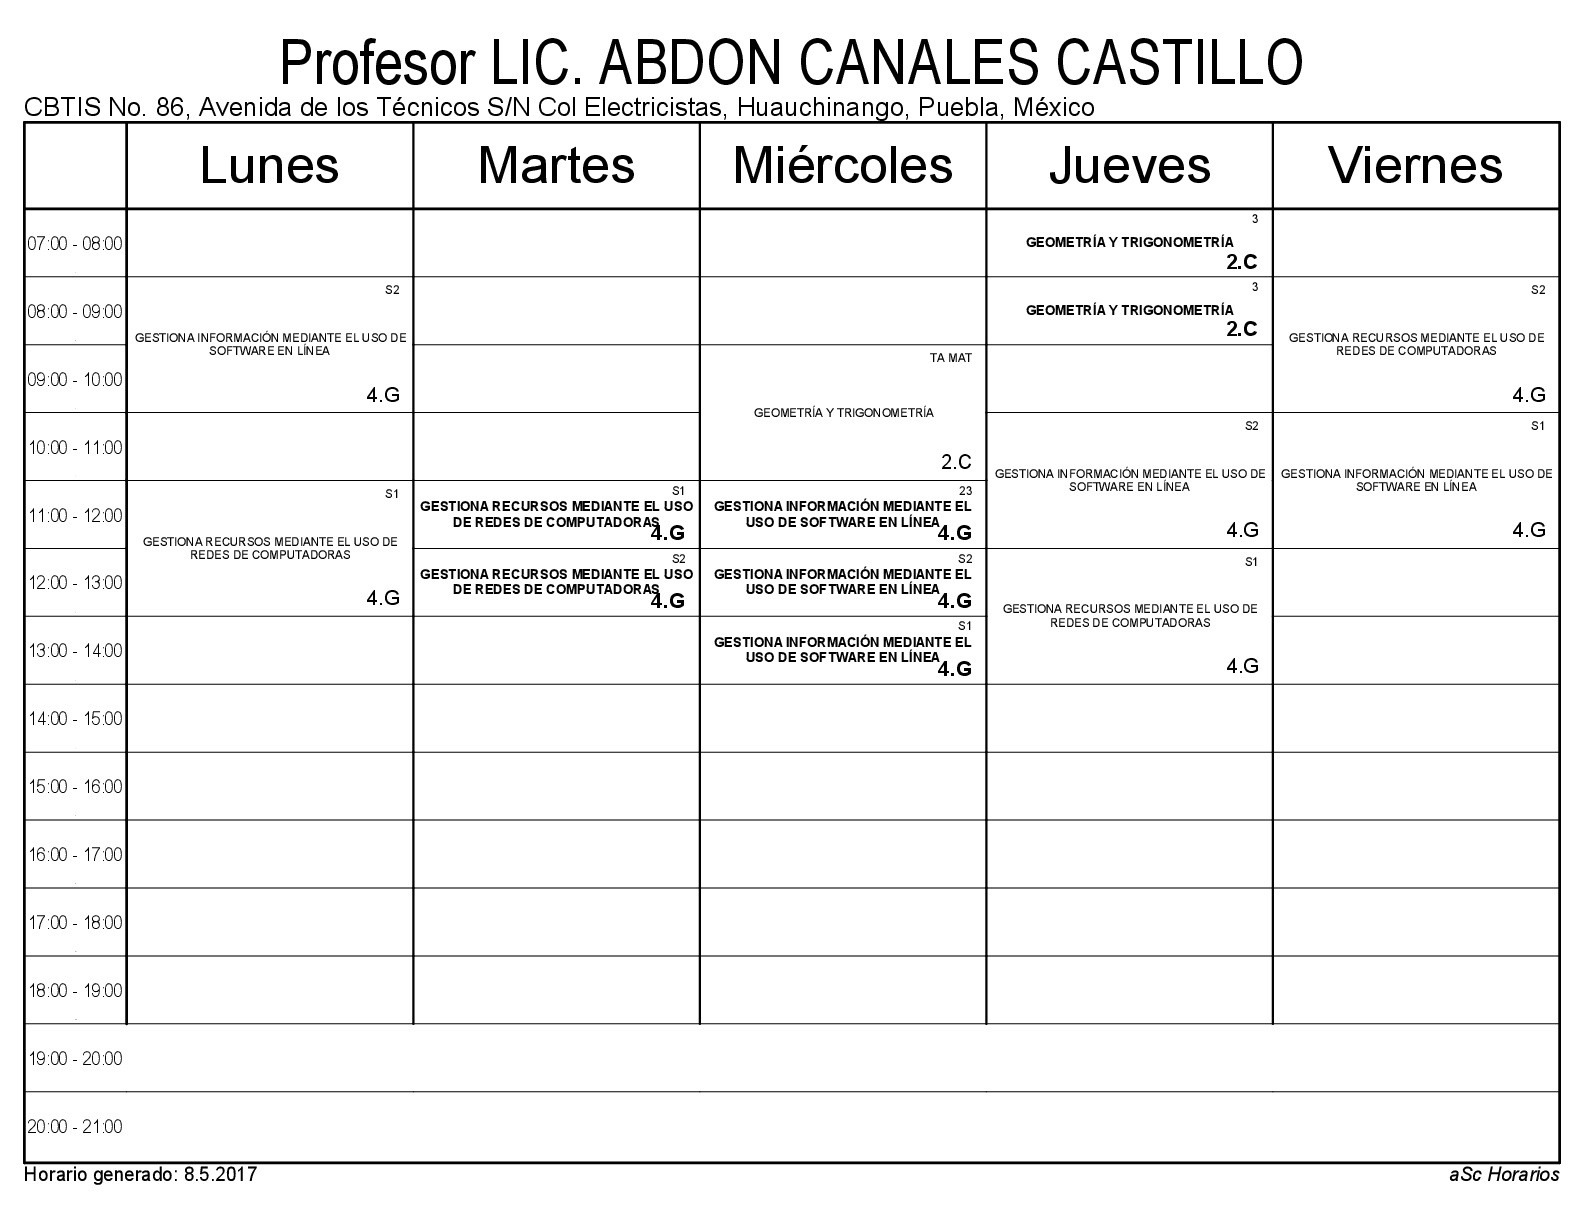 Profesor LIC. ABDON CANALES CASTILLO
CBTIS No. 86, Avenida de los Técnicos S/N Col Electricistas, Huauchinango, Puebla, México
Lunes Martes Miércoles Jueves Viernes
07:00 - 08:00
3
GEOMETRÍA Y TRIGONOMETRÍA
2.C
08:00 - 09:00
S2
GESTIONA INFORMACIÓN MEDIANTE EL USO DE
SOFTWARE EN LÍNEA
4.G
3
GEOMETRÍA Y TRIGONOMETRÍA
2.C
S2
GESTIONA RECURSOS MEDIANTE EL USO DE
REDES DE COMPUTADORAS
4.G
09:00 - 10:00
TA MAT
GEOMETRÍA Y TRIGONOMETRÍA
2.C
10:00 - 11:00
S2
GESTIONA INFORMACIÓN MEDIANTE EL USO DE
SOFTWARE EN LÍNEA
4.G
S1
GESTIONA INFORMACIÓN MEDIANTE EL USO DE
SOFTWARE EN LÍNEA
4.G
11:00 - 12:00
S1
GESTIONA RECURSOS MEDIANTE EL USO DE
REDES DE COMPUTADORAS
4.G
S1
GESTIONA RECURSOS MEDIANTE EL USO
DE REDES DE COMPUTADORAS
4.G
23
GESTIONA INFORMACIÓN MEDIANTE EL
USO DE SOFTWARE EN LÍNEA
4.G
12:00 - 13:00
S2
GESTIONA RECURSOS MEDIANTE EL USO
DE REDES DE COMPUTADORAS
4.G
S2
GESTIONA INFORMACIÓN MEDIANTE EL
USO DE SOFTWARE EN LÍNEA
4.G
S1
GESTIONA RECURSOS MEDIANTE EL USO DE
REDES DE COMPUTADORAS
4.G
13:00 - 14:00
S1
GESTIONA INFORMACIÓN MEDIANTE EL
USO DE SOFTWARE EN LÍNEA
4.G
14:00 - 15:00
15:00 - 16:00
16:00 - 17:00
17:00 - 18:00
18:00 - 19:00
19:00 - 20:00
20:00 - 21:00
Horario generado: 8.5.2017
aSc Horarios